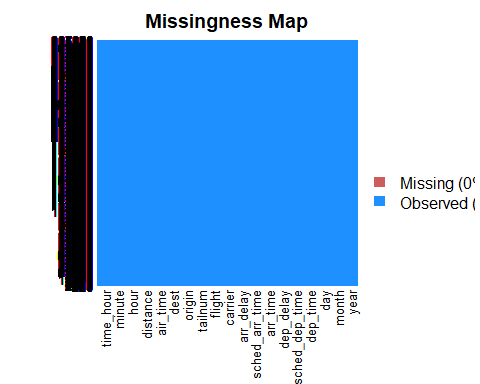 Missingness Map
Missing (0%
Observed (
time_hour
minute
hour
distance
air_time
dest
origin
tailnum
flight
carrier
arr_delay
sched_arr_time
arr_time
dep_delay
sched_dep_time
dep_time
day
month
year